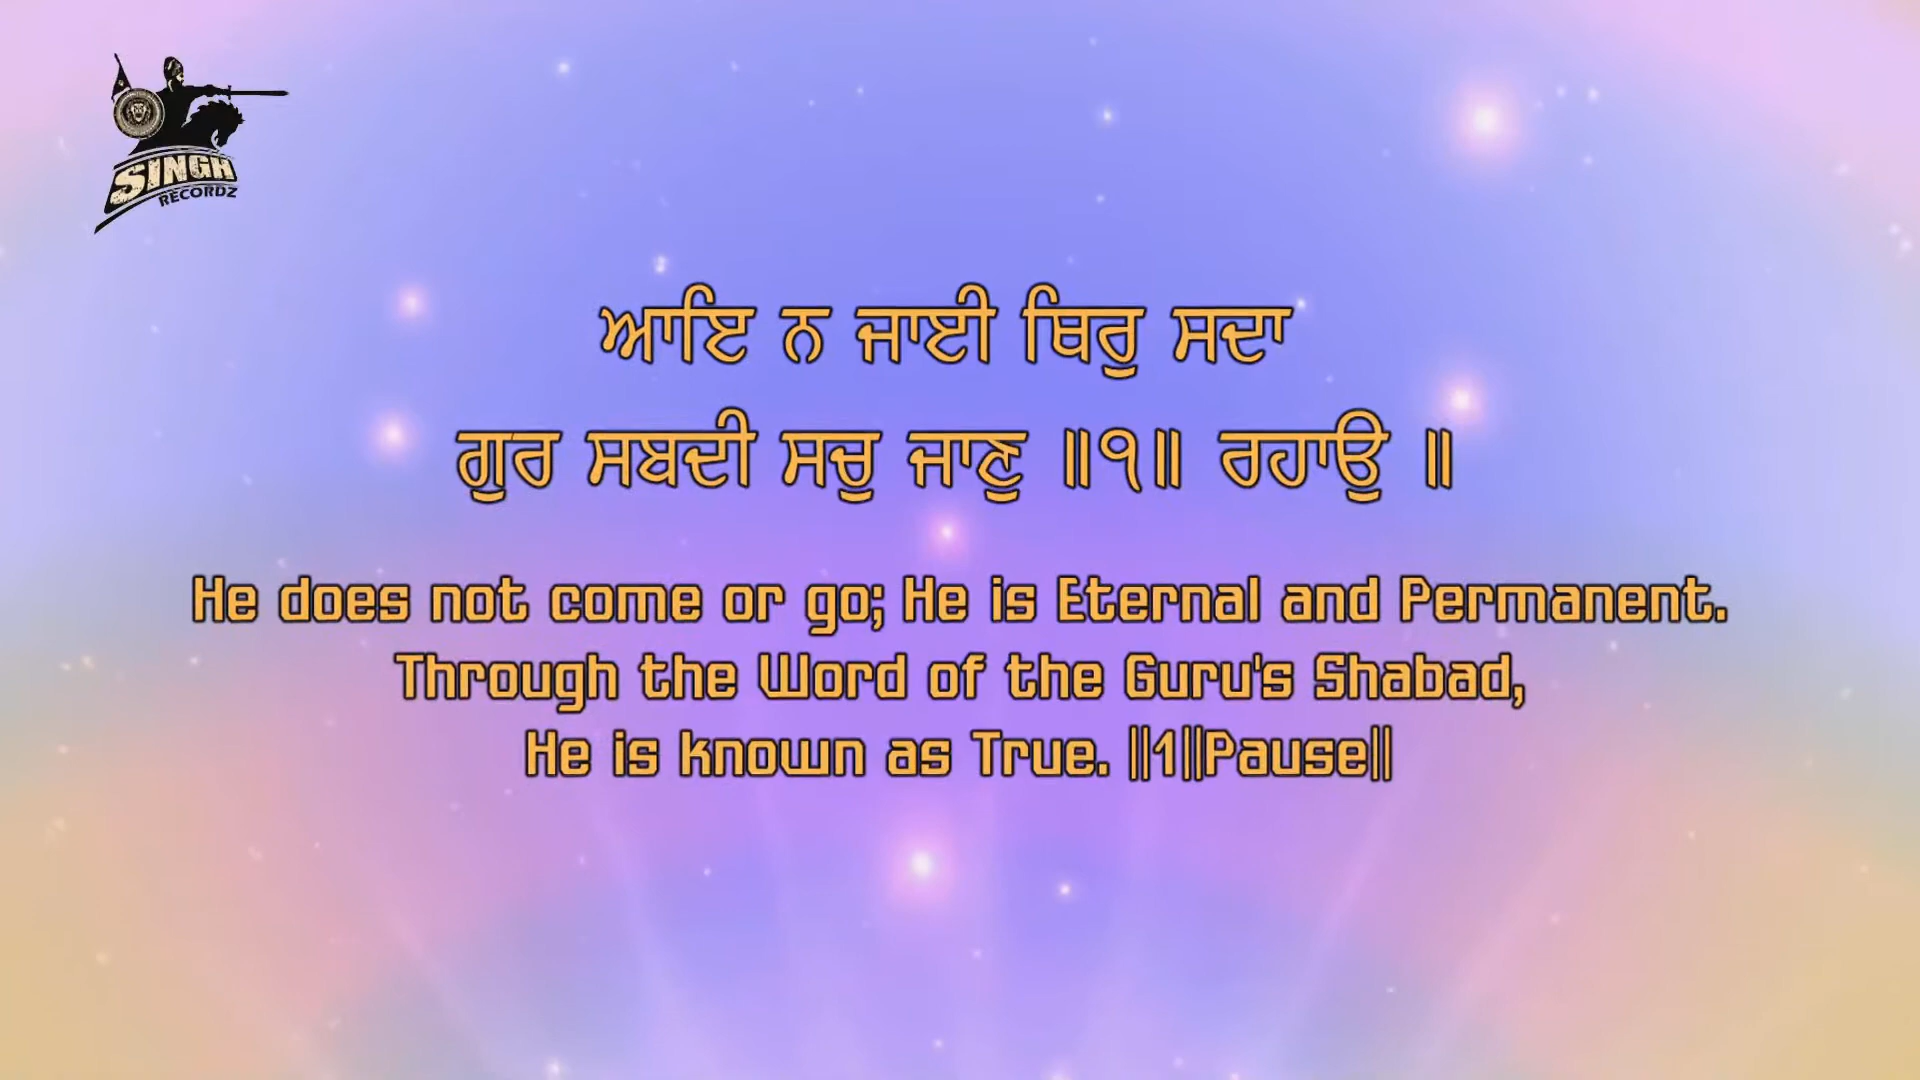 SINGH
RECORDZ
ਆਇ ਨ ਜਾਈ ਥਿਰੁ ਸਦਾ
ਗੁਰ ਸਬਦੀ ਸਚੁ ਜਾਣੁ ॥੧॥ ਰਹਾਉ ॥
He does not come or go; He is Eternal and Permanent.
Through the Word of the Guru's Shabad,
He is known as True. ||1||Pause||